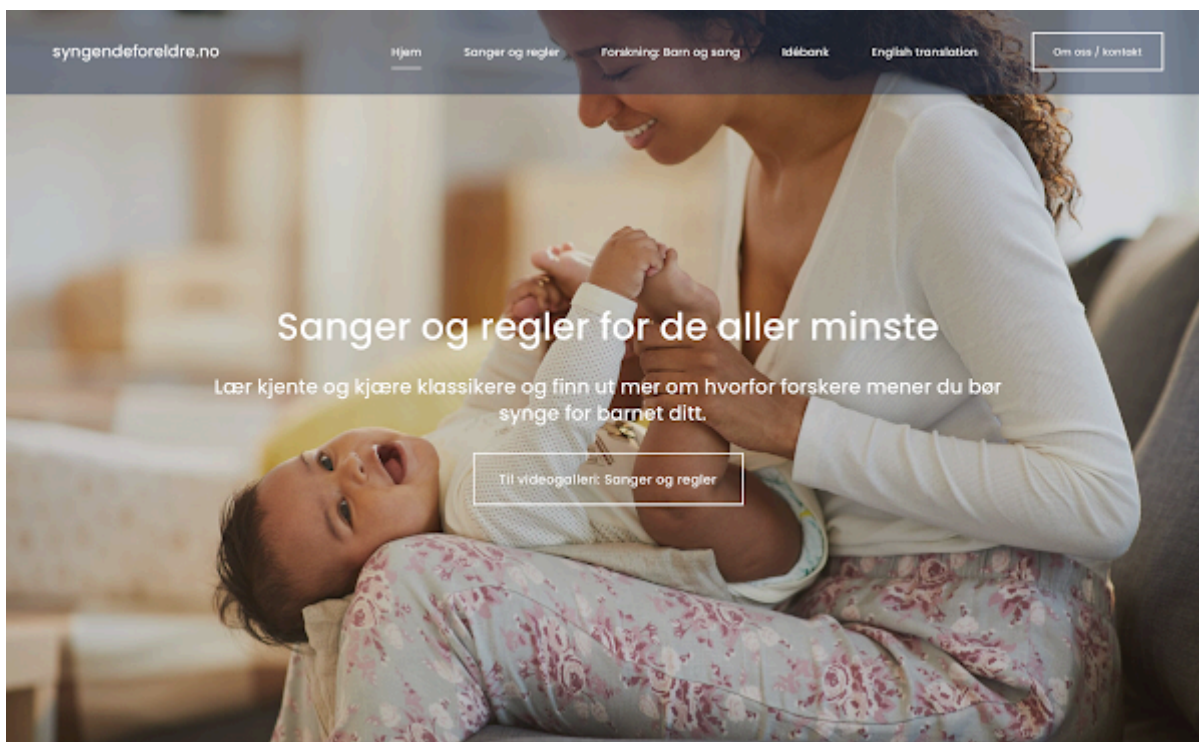 syngendeforeldre.no
Hjem
Sanger og regler
Forskning: Barn og sang
Idébank
English translation
Om oss / kontakt
Sanger og regler for de aller minste
Lær kjente og kjære klassikere og finn ut mer om hvorfor forskere mener du bør
synge for barnet ditt.
Til videogalleri: Sanger og regler